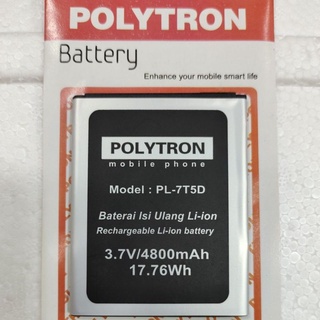 POLYTRON
Battery
Enhance your mobile smart life
POLYTRON
mobile phone
Model : PL-7T5D
Baterai Isi Ulang Li-ion
Rechargeable Li-ion battery
3.7V/4800mAh
17.76Wh